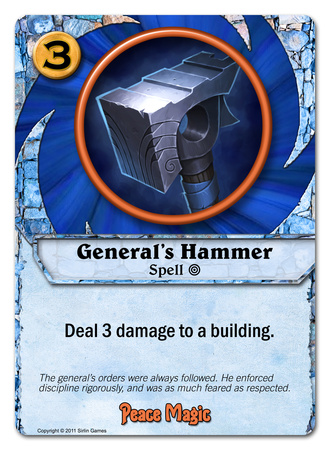 3
General's Hammer
Spell ◎
Deal 3 damage to a building.
The general's orders were always followed. He enforced
discipline rigorously, and was as much feared as respected.
Peace Magic
Copyright © 2011 Sirlin Games